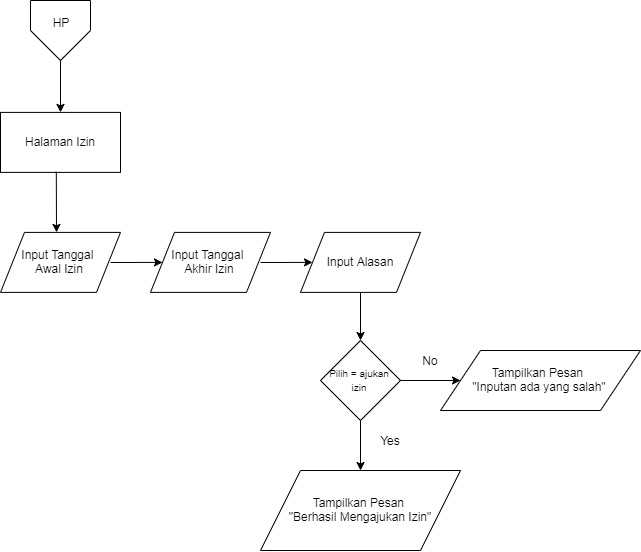 HP
Halaman Izin
Input Tanggal
Awal Izin
Input Tanggal
Akhir Izin
Input Alasan
Pilih = ajukan
izin
No
Tampilkan Pesan
"Inputan ada yang salah"
Yes
Tampilkan Pesan
"Berhasil Mengajukan Izin"